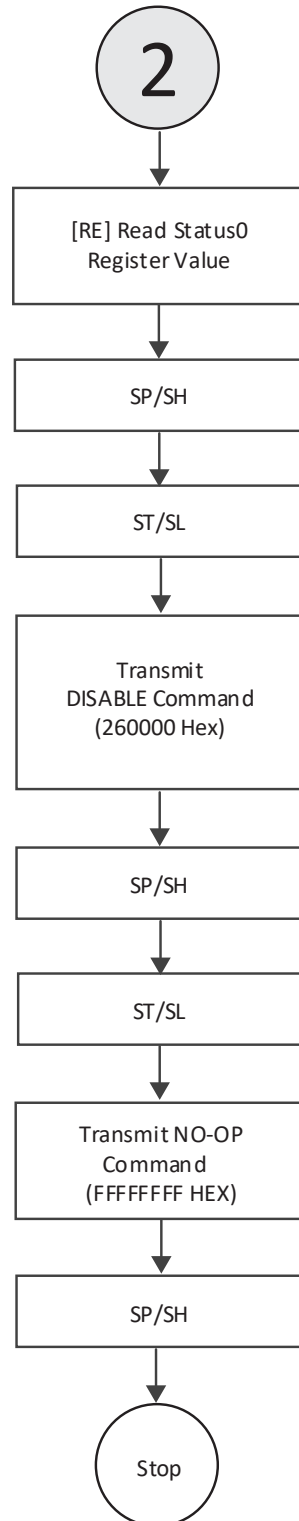 2
[RE] Read Status0
Register Value
SP/SH
ST/SL
Transmit
DISABLE Command
(260000 Hex)
SP/SH
ST/SL
Transmit NO-OP
Command
(FFFFFFFF HEX)
SP/SH
Stop